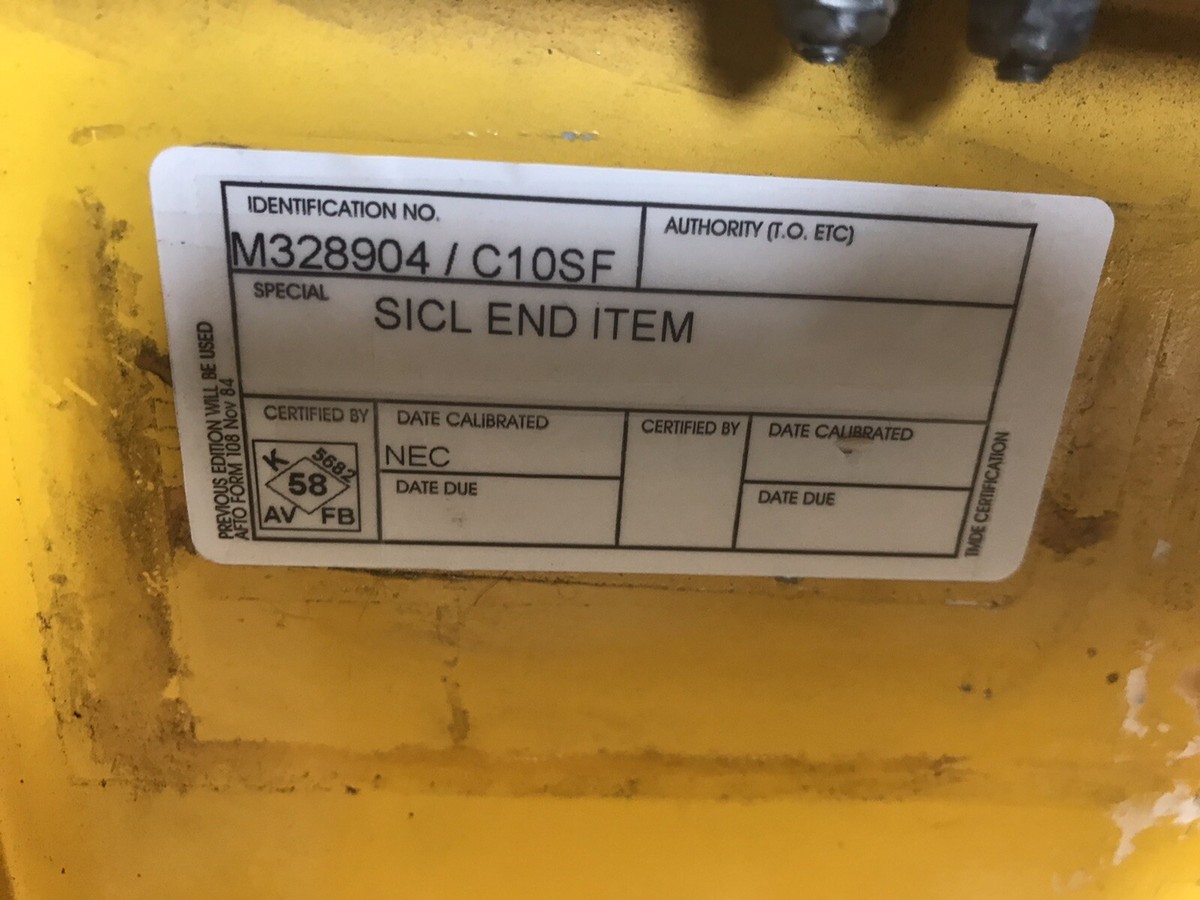 IDENTIFICATION NO.
M328904 / C10SF
AUTHORITY (T.O. ETC)
SPECIAL
SICL END ITEM
CERTIFIED BY
K 5682
58
AV FB
DATE CALIBRATED
NEC
DATE DUE
CERTIFIED BY
DATE CALIBRATED
DATE DUE
PREVIOUS EDITION WILL BE USED
AFTO FORM 108 Nov 84
TMDE CERTIFICATION